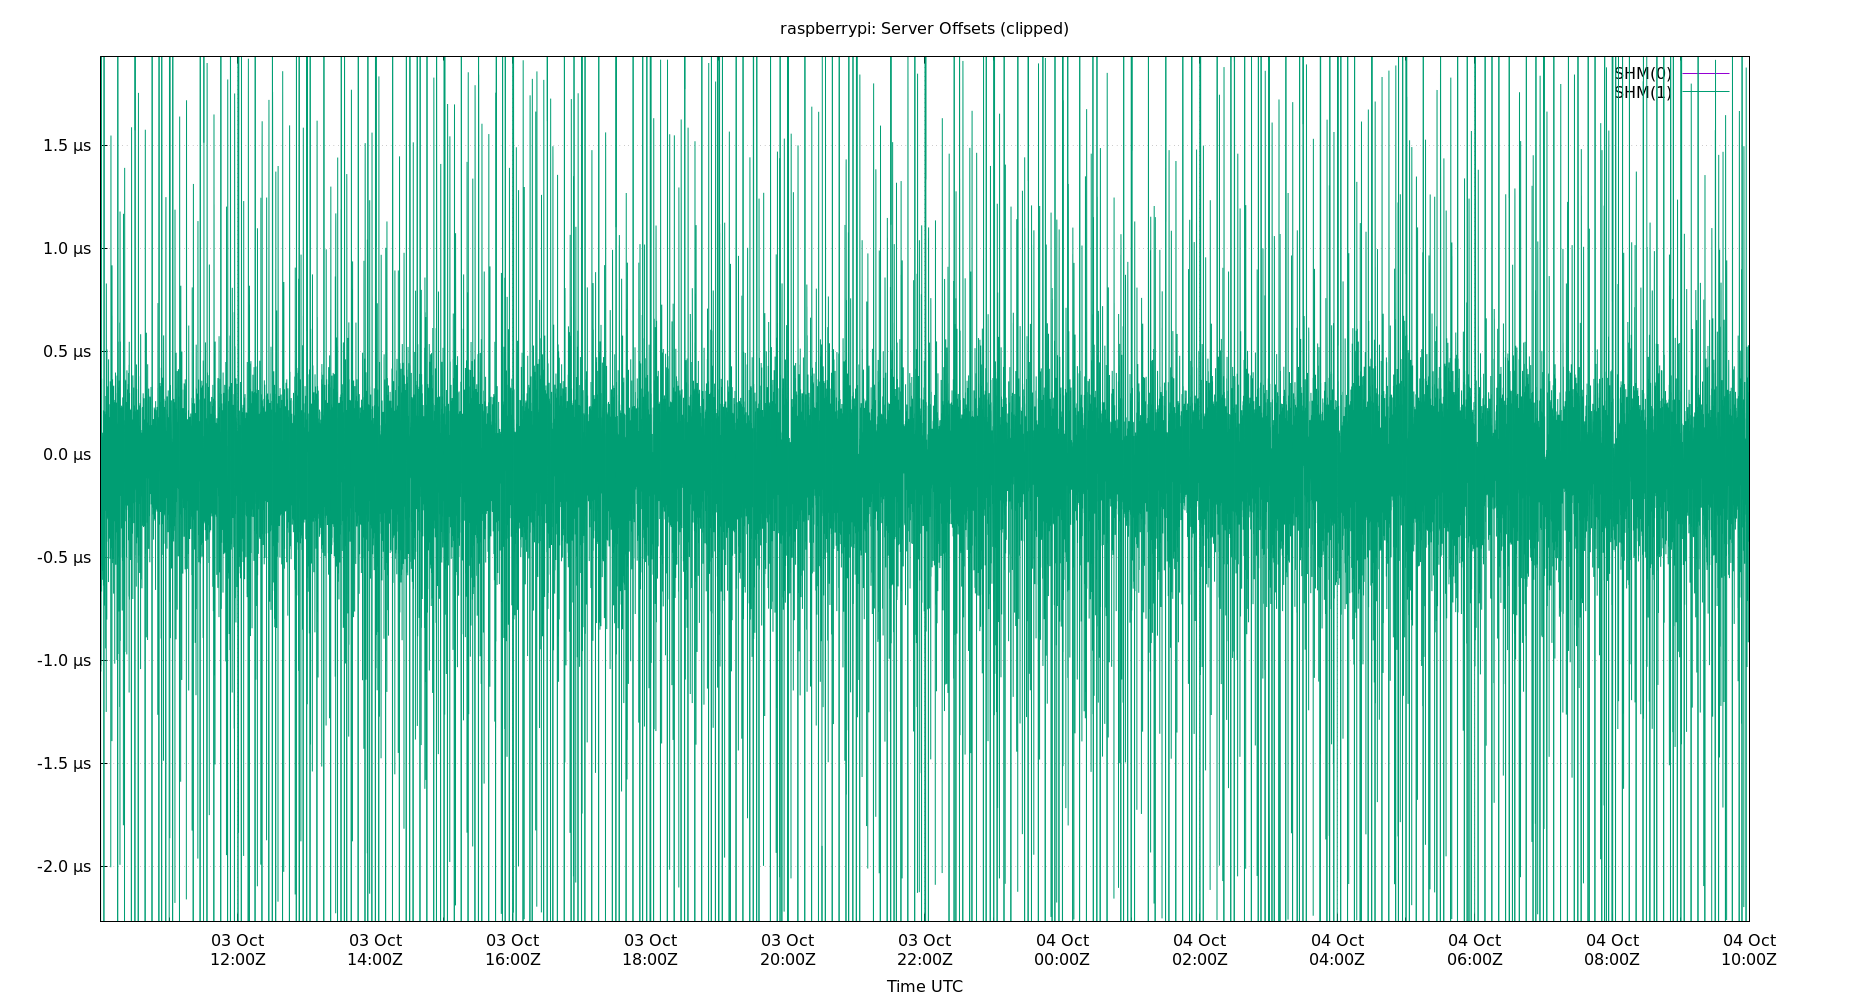 raspberrypi: Server Offsets (clipped)
SHM(0)
SHM(1)
1.5 µs
1.0 µs
0.5 µs
0.0 µs
-0.5 µs
-1.0 µs
-1.5 µs
-2.0 µs
03 Oct 03 Oct 03 Oct 03 Oct 03 Oct 03 Oct 04 Oct 04 Oct 04 Oct 04 Oct 04 Oct 04 Oct
12:00Z 14:00Z 16:00Z 18:00Z 20:00Z 22:00Z 00:00Z 02:00Z 04:00Z 06:00Z 08:00Z 10:00Z
Time UTC